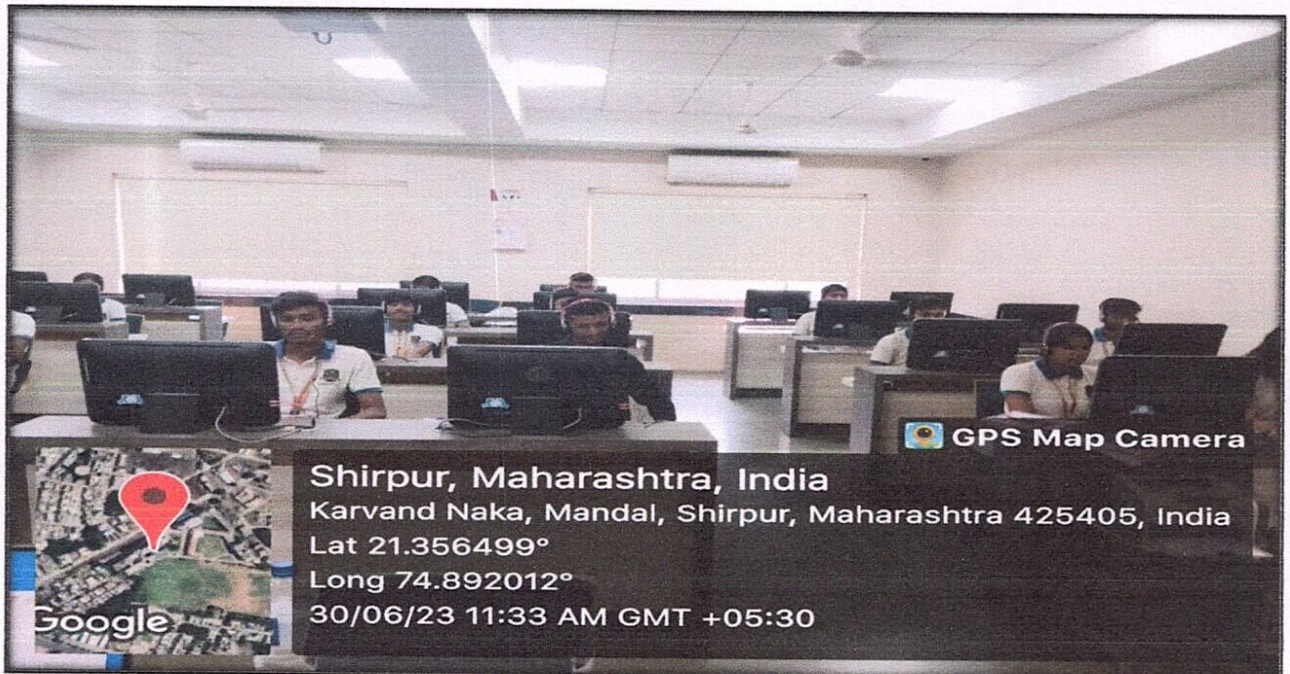 GPS Map Camera
Shirpur, Maharashtra, India
Karvand Naka, Mandal, Shirpur, Maharashtra 425405, India
Lat 21.356499°
Long 74.892012°
30/06/23 11:33 AM GMT +05:30
Google